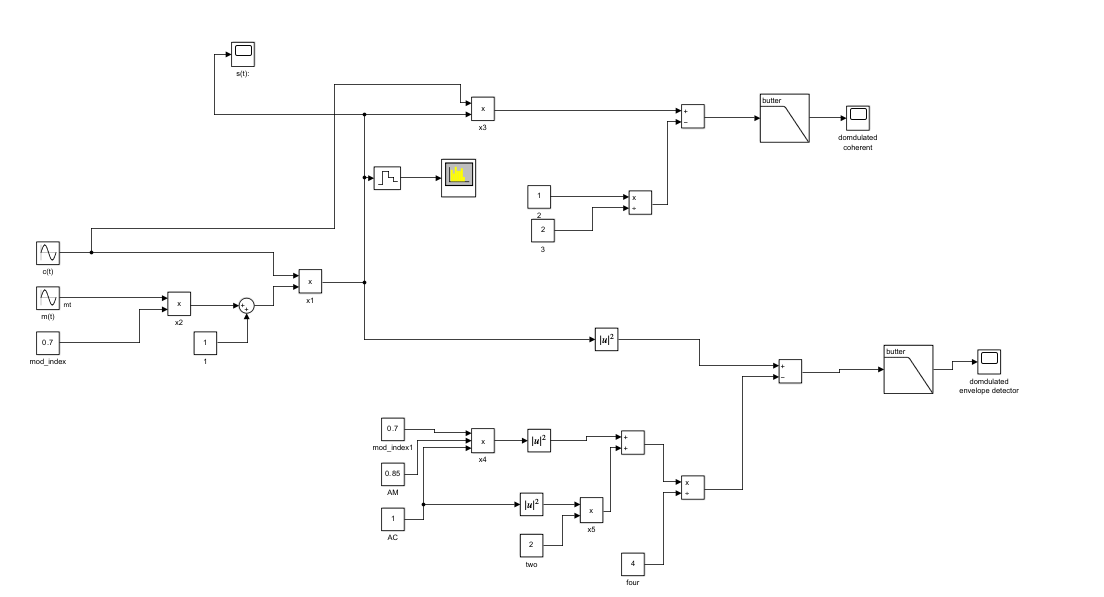 s(t):
x
x3
+
−
butter
domdulated
coherent
1
2
x
÷
2
3
c(t)
x
x1
mt
m(t)
x
x2
+
+
0.7
mod_index
1
1
|u|²
+
−
butter
domdulated
envelope detector
0.7
mod_index1
x
x4
|u|²
+
+
0.85
AM
x
÷
1
AC
|u|²
x
x5
2
two
4
four